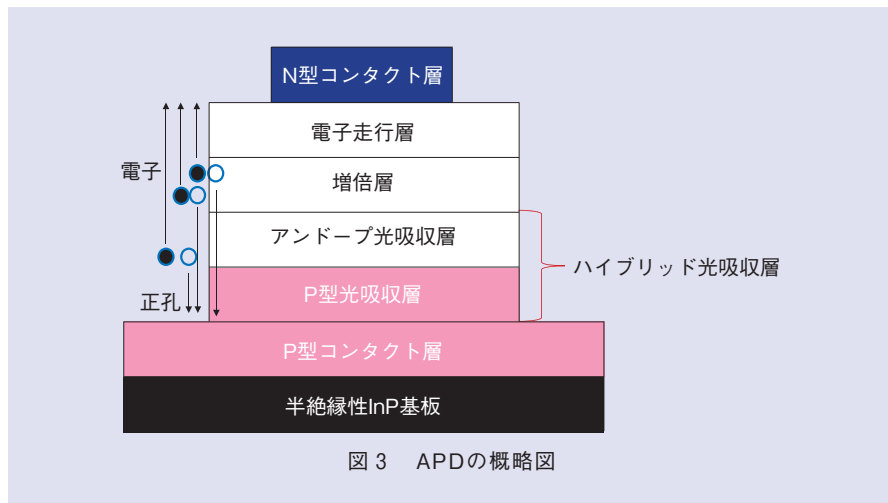 N型コンタクト層
電子走行層
電子
増倍層
アンドープ光吸収層
ハイブリッド光吸収層
正孔
P型光吸収層
P型コンタクト層
半絶縁性InP基板
図3 APDの概略図